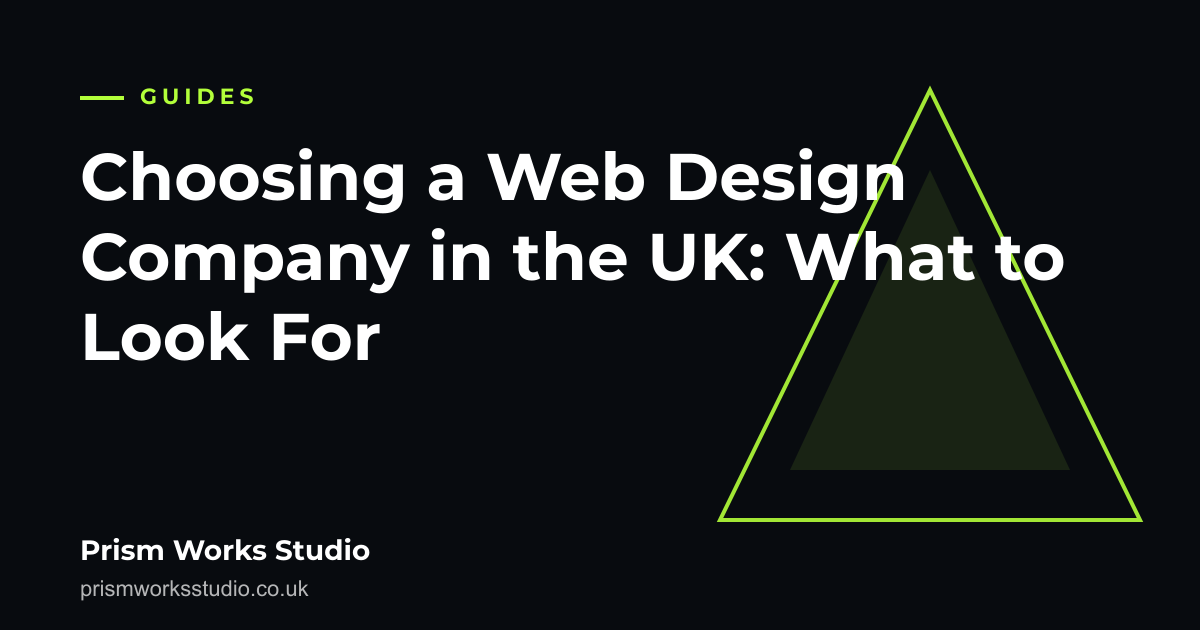 GUIDES
Choosing a Web Design
Company in the UK: What to
Look For
Prism Works Studio
prismworksstudio.co.uk